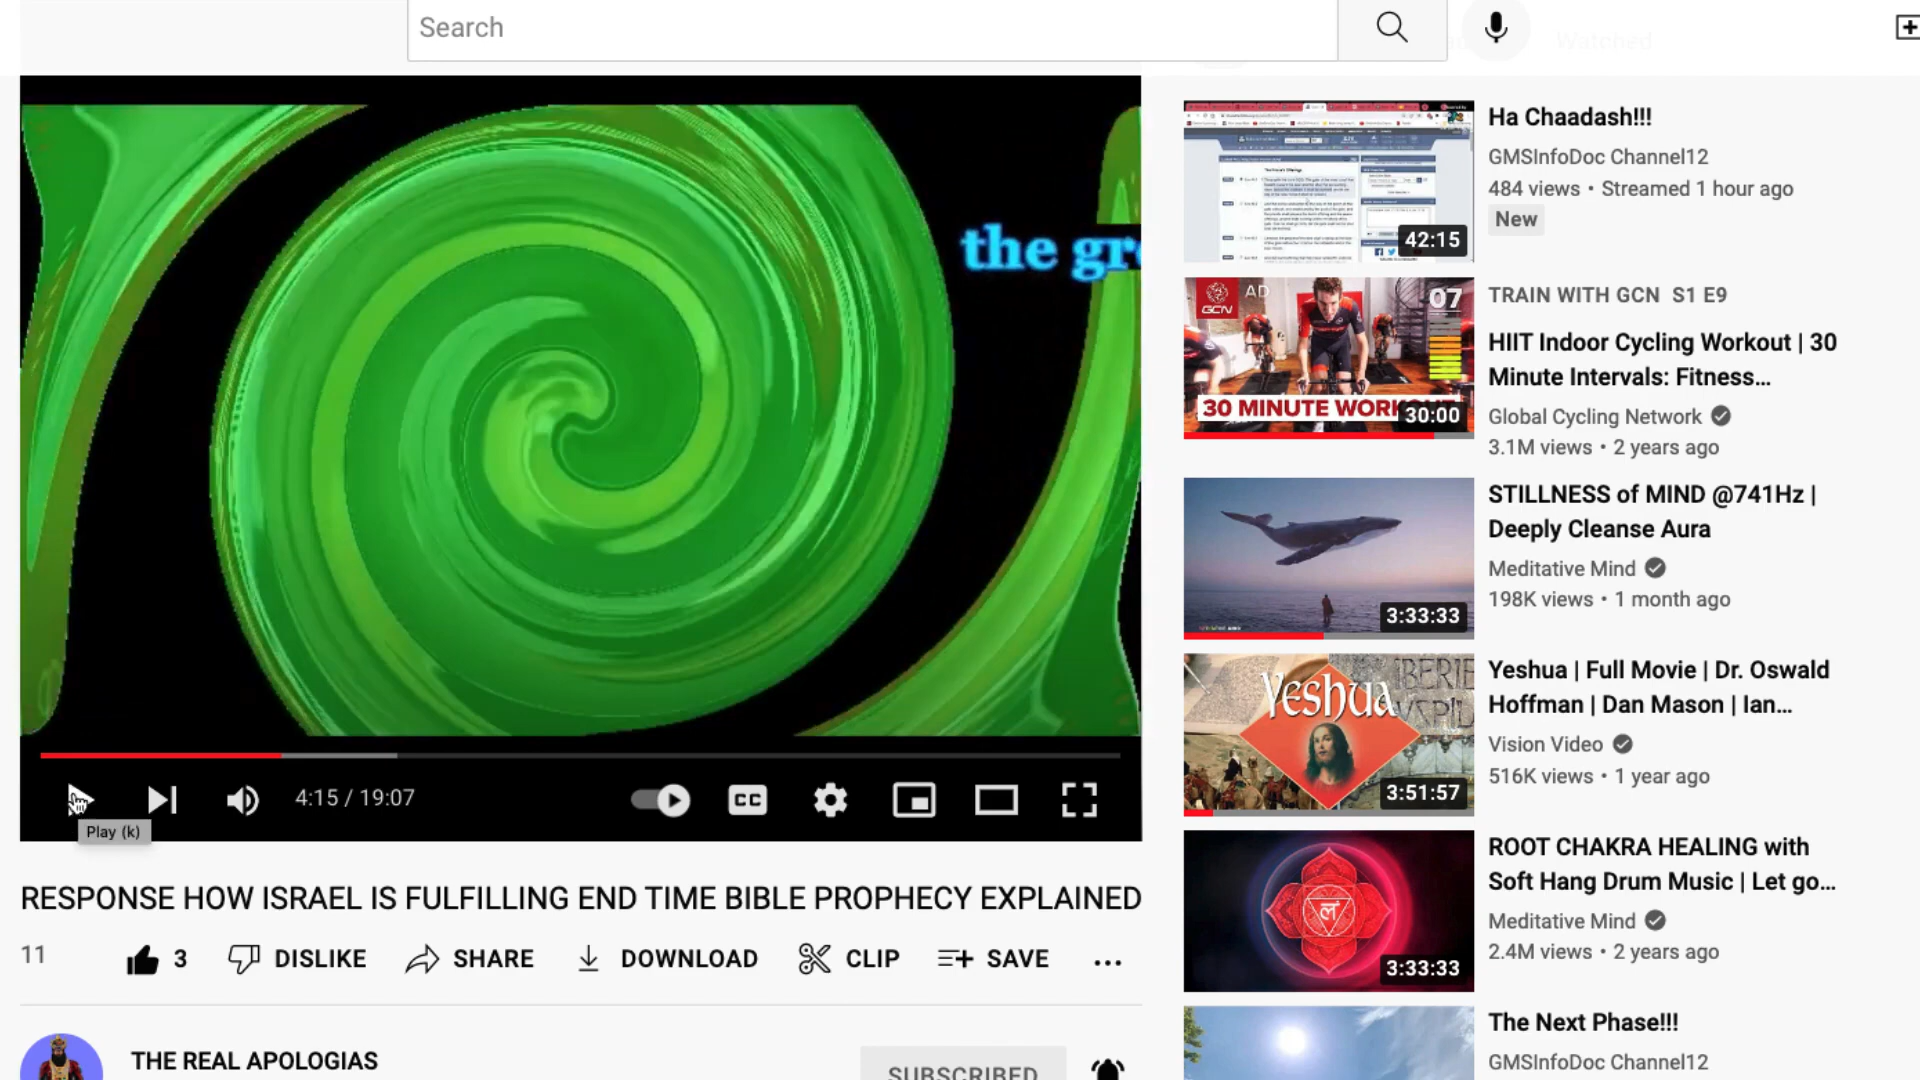 Search
the gr
4:15 / 19:07
CC
Play (k)
RESPONSE HOW ISRAEL IS FULFILLING END TIME BIBLE PROPHECY EXPLAINED
11
3
DISLIKE
SHARE
DOWNLOAD
CLIP
SAVE
THE REAL APOLOGIAS
SUBSCRIBED
Watched
42:15
Ha Chaadash!!!
GMSInfoDoc Channel12
484 views • Streamed 1 hour ago
New
GCN
AD
07
30 MINUTE WORK
30:00
TRAIN WITH GCN S1 E9
HIIT Indoor Cycling Workout | 30
Minute Intervals: Fitness...
Global Cycling Network
3.1M views • 2 years ago
3:33:33
STILLNESS of MIND @741Hz |
Deeply Cleanse Aura
Meditative Mind
198K views • 1 month ago
Yeshua
3:51:57
Yeshua | Full Movie | Dr. Oswald
Hoffman | Dan Mason | Ian...
Vision Video
516K views • 1 year ago
लं
3:33:33
ROOT CHAKRA HEALING with
Soft Hang Drum Music | Let go...
Meditative Mind
2.4M views • 2 years ago
The Next Phase!!!
GMSInfoDoc Channel12